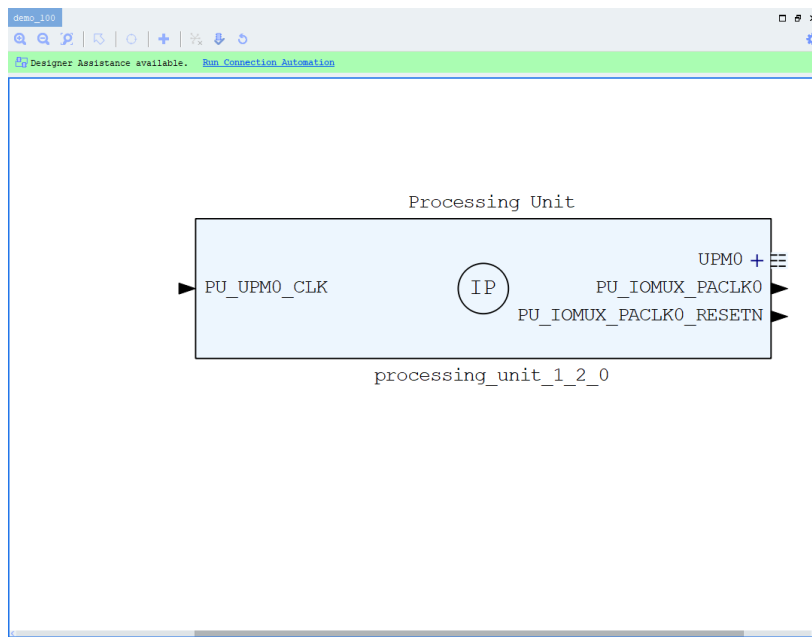 demo_100
Designer Assistance available. Run Connection Automation
Processing Unit
UPM0
PU_UPM0_CLK
IP
PU_IOMUX_PACLK0
PU_IOMUX_PACLK0_RESETN
processing_unit_1_2_0